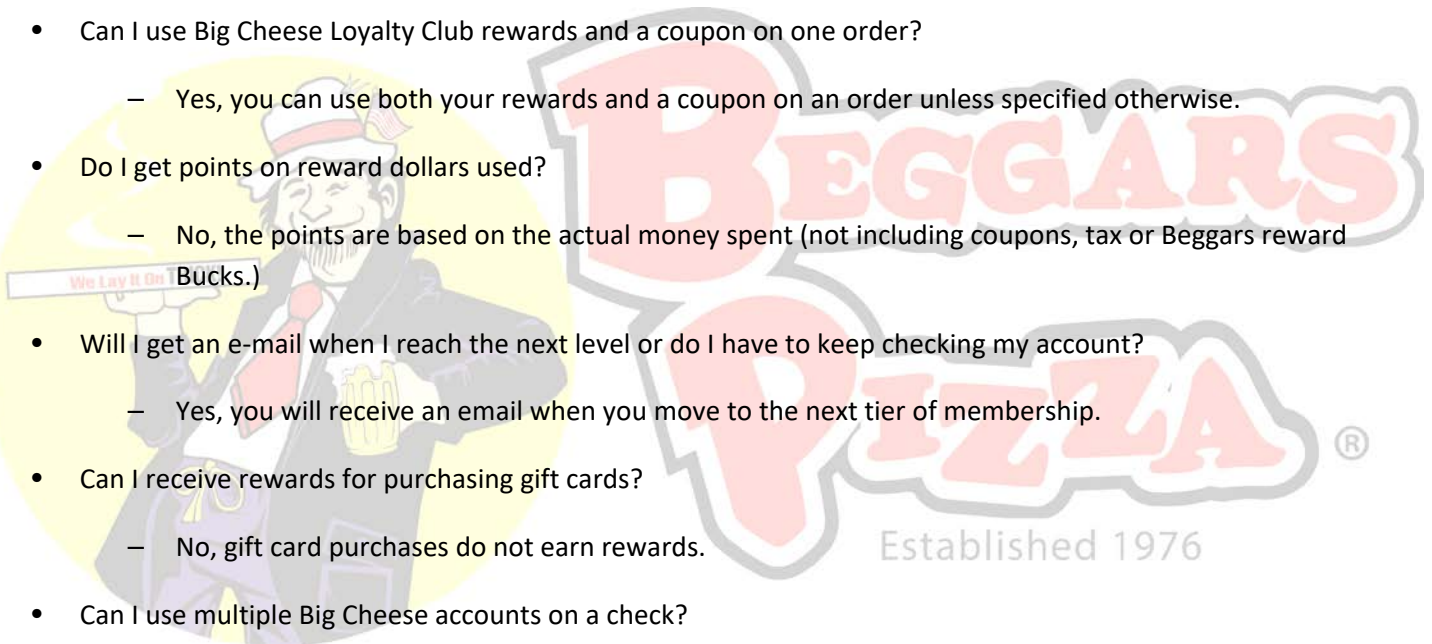 • Can I use Big Cheese Loyalty Club rewards and a coupon on one order?
– Yes, you can use both your rewards and a coupon on an order unless specified otherwise.
• Do I get points on reward dollars used?
– No, the points are based on the actual money spent (not including coupons, tax or Beggars reward
Bucks.)
We Lay It On
• Will I get an e-mail when I reach the next level or do I have to keep checking my account?
– Yes, you will receive an email when you move to the next tier of membership.
• Can I receive rewards for purchasing gift cards?
– No, gift card purchases do not earn rewards.
• Can I use multiple Big Cheese accounts on a check?
BEGGARS
PIZZA ®
Established 1976